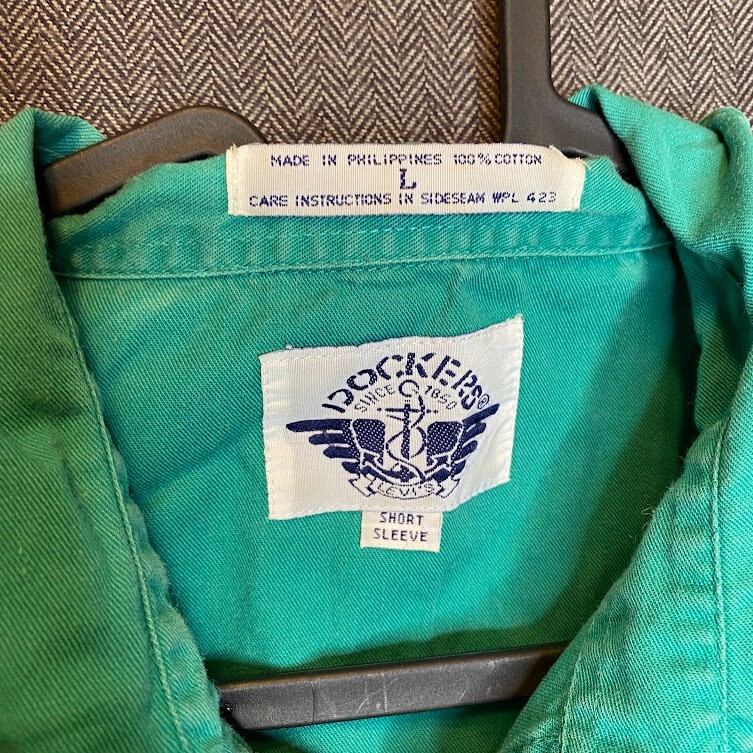 MADE IN PHILIPPINES 100% COTTON
L
CARE INSTRUCTIONS IN SIDESEAM WPL 423
DOCKERS®
SINCE 1850
LEVI'S
SHORT
SLEEVE